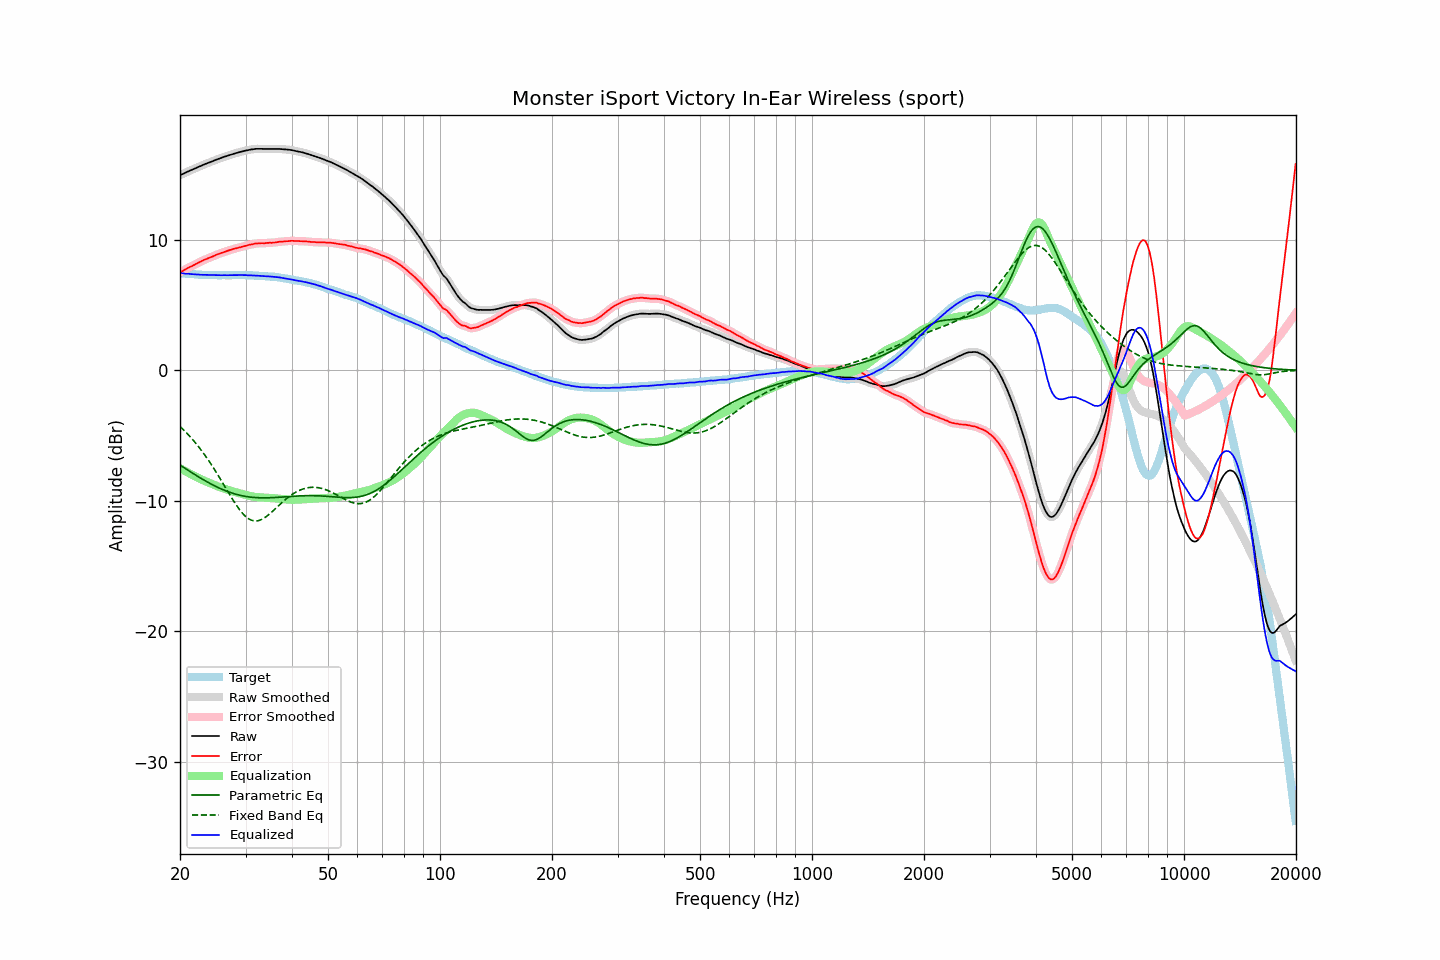 Monster iSport Victory In-Ear Wireless (sport)
Amplitude (dBr)
10
0
−10
−20
−30
Target
Raw Smoothed
Error Smoothed
Raw
Error
Equalization
Parametric Eq
Fixed Band Eq
Equalized
20 50 100 200 500 1000 2000 5000 10000 20000
Frequency (Hz)